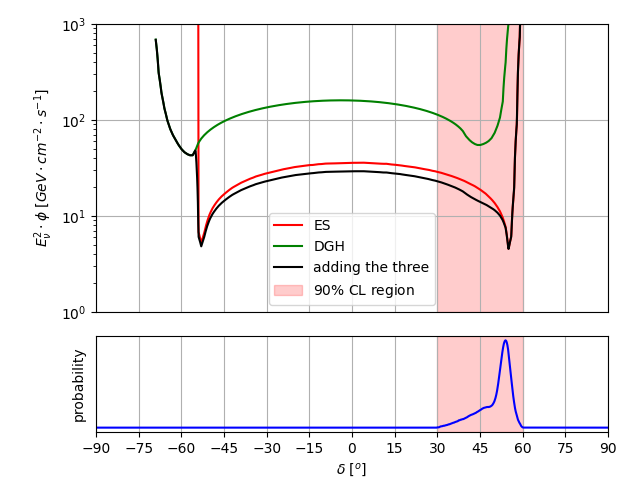 10³
10²
10¹
10⁰
E²_ν · ϕ [GeV · cm⁻² · s⁻¹]
ES
DGH
adding the three
90% CL region
probability
−90 −75 −60 −45 −30 −15 0 15 30 45 60 75 90
δ [°]